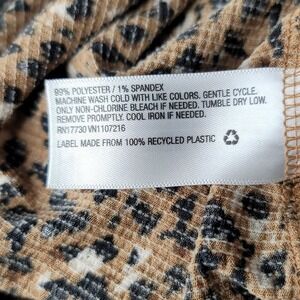 99% POLYESTER / 1% SPANDEX
MACHINE WASH COLD WITH LIKE COLORS. GENTLE CYCLE.
ONLY NON-CHLORINE BLEACH IF NEEDED. TUMBLE DRY LOW.
REMOVE PROMPTLY. COOL IRON IF NEEDED.
RN17730 VN1107216
LABEL MADE FROM 100% RECYCLED PLASTIC